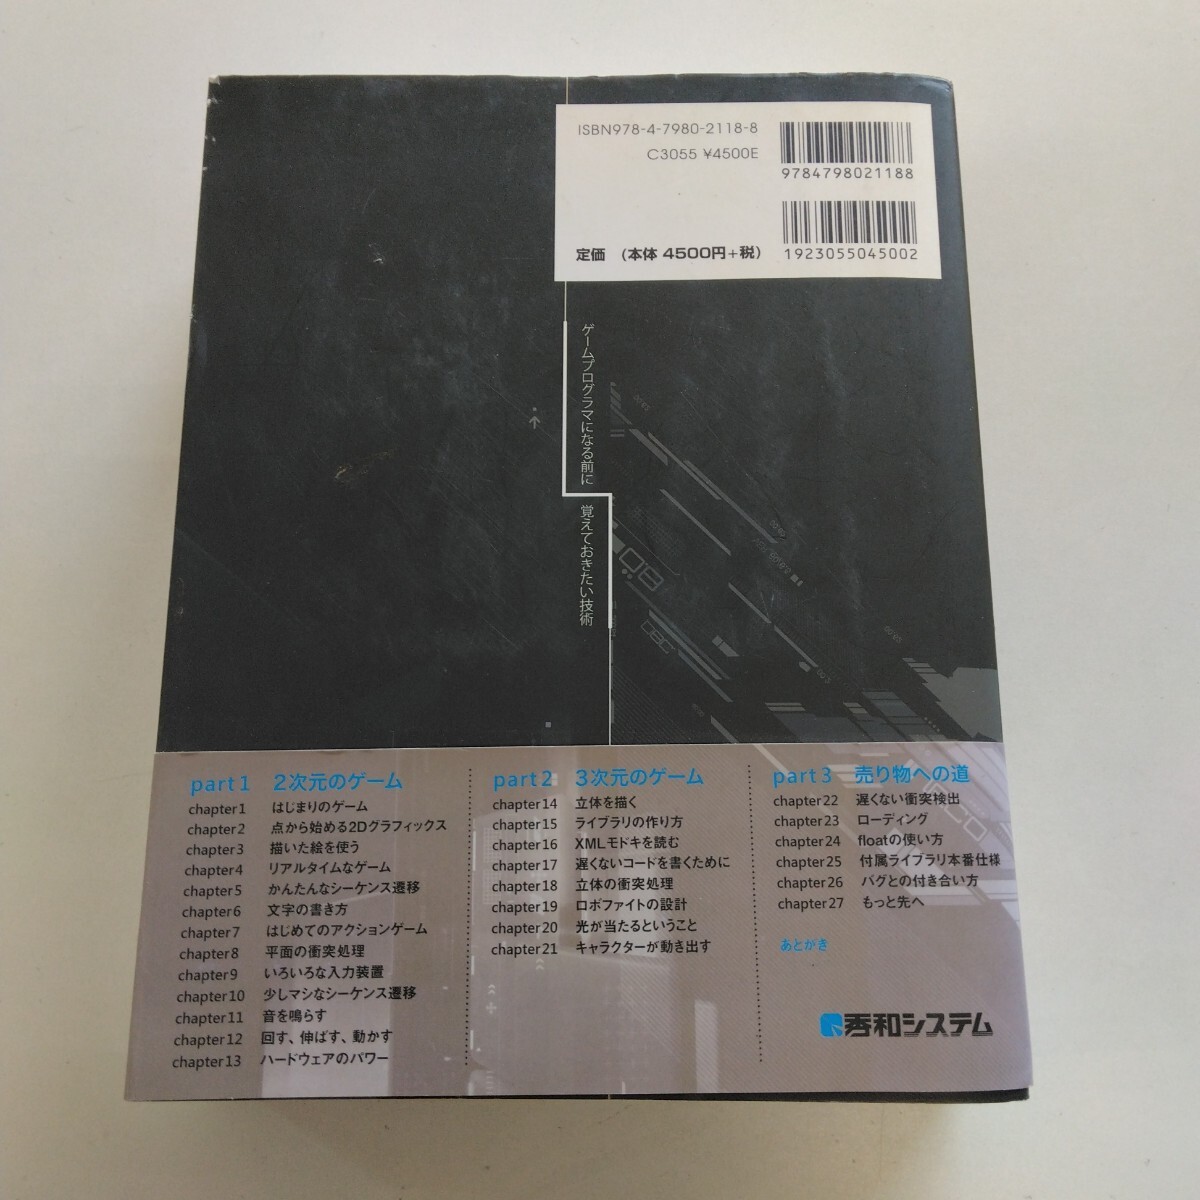 ISBN978-4-7980-2118-8
C3055 ¥4500E
9784798021188
定価 (本体 4500円+税)
1923055045002
ゲームプログラマになる前に 覚えておきたい技術
08
part1 2次元のゲーム
chapter1 はじまりのゲーム
chapter2 点から始める2Dグラフィックス
chapter3 描いた絵を使う
chapter4 リアルタイムなゲーム
chapter5 かんたんなシーケンス遷移
chapter6 文字の書き方
chapter7 はじめてのアクションゲーム
chapter8 平面の衝突処理
chapter9 いろいろな入力装置
chapter10 少しマシなシーケンス遷移
chapter11 音を鳴らす
chapter12 回す、伸ばす、動かす
chapter13 ハードウェアのパワー
part2 3次元のゲーム
chapter14 立体を描く
chapter15 ライブラリの作り方
chapter16 XMLモドキを読む
chapter17 遅くないコードを書くために
chapter18 立体の衝突処理
chapter19 ロボファイトの設計
chapter20 光が当たるということ
chapter21 キャラクターが動き出す
part3 売り物への道
chapter22 遅くない衝突検出
chapter23 ローディング
chapter24 floatの使い方
chapter25 付属ライブラリ本番仕様
chapter26 バグとの付き合い方
chapter27 もっと先へ
あとがき
秀和システム